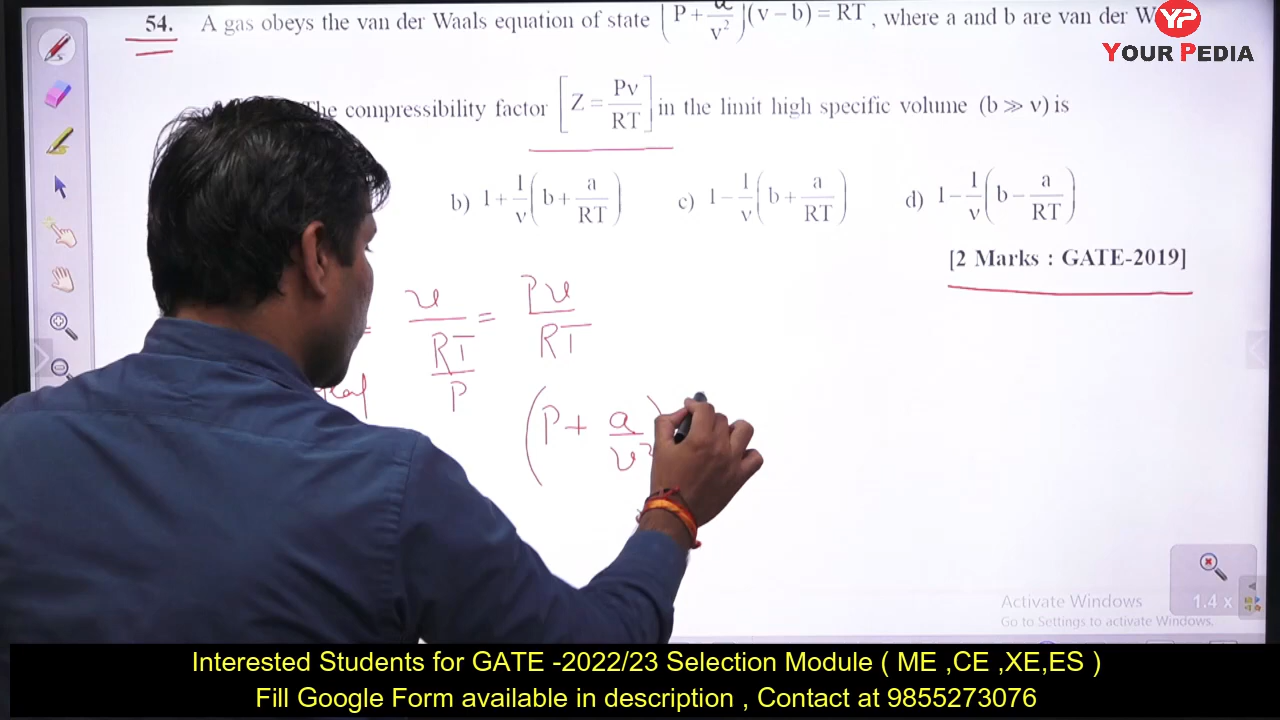 54. A gas obeys the van der Waals equation of state (P + a/v²)(v − b) = RT, where a and b are van der W
YP
YOUR PEDIA
The compressibility factor [Z = Pv/RT] in the limit high specific volume (b ≫ v) is
b) 1 + 1/v (b + a/RT) c) 1 − 1/v (b + a/RT) d) 1 − 1/v (b − a/RT)
[2 Marks : GATE-2019]
= v / (RT/P) = Pv/RT
(P + a/v²)
Activate Windows
Go to Settings to activate Windows.
1.4 x
Interested Students for GATE -2022/23 Selection Module ( ME ,CE ,XE,ES )
Fill Google Form available in description , Contact at 9855273076